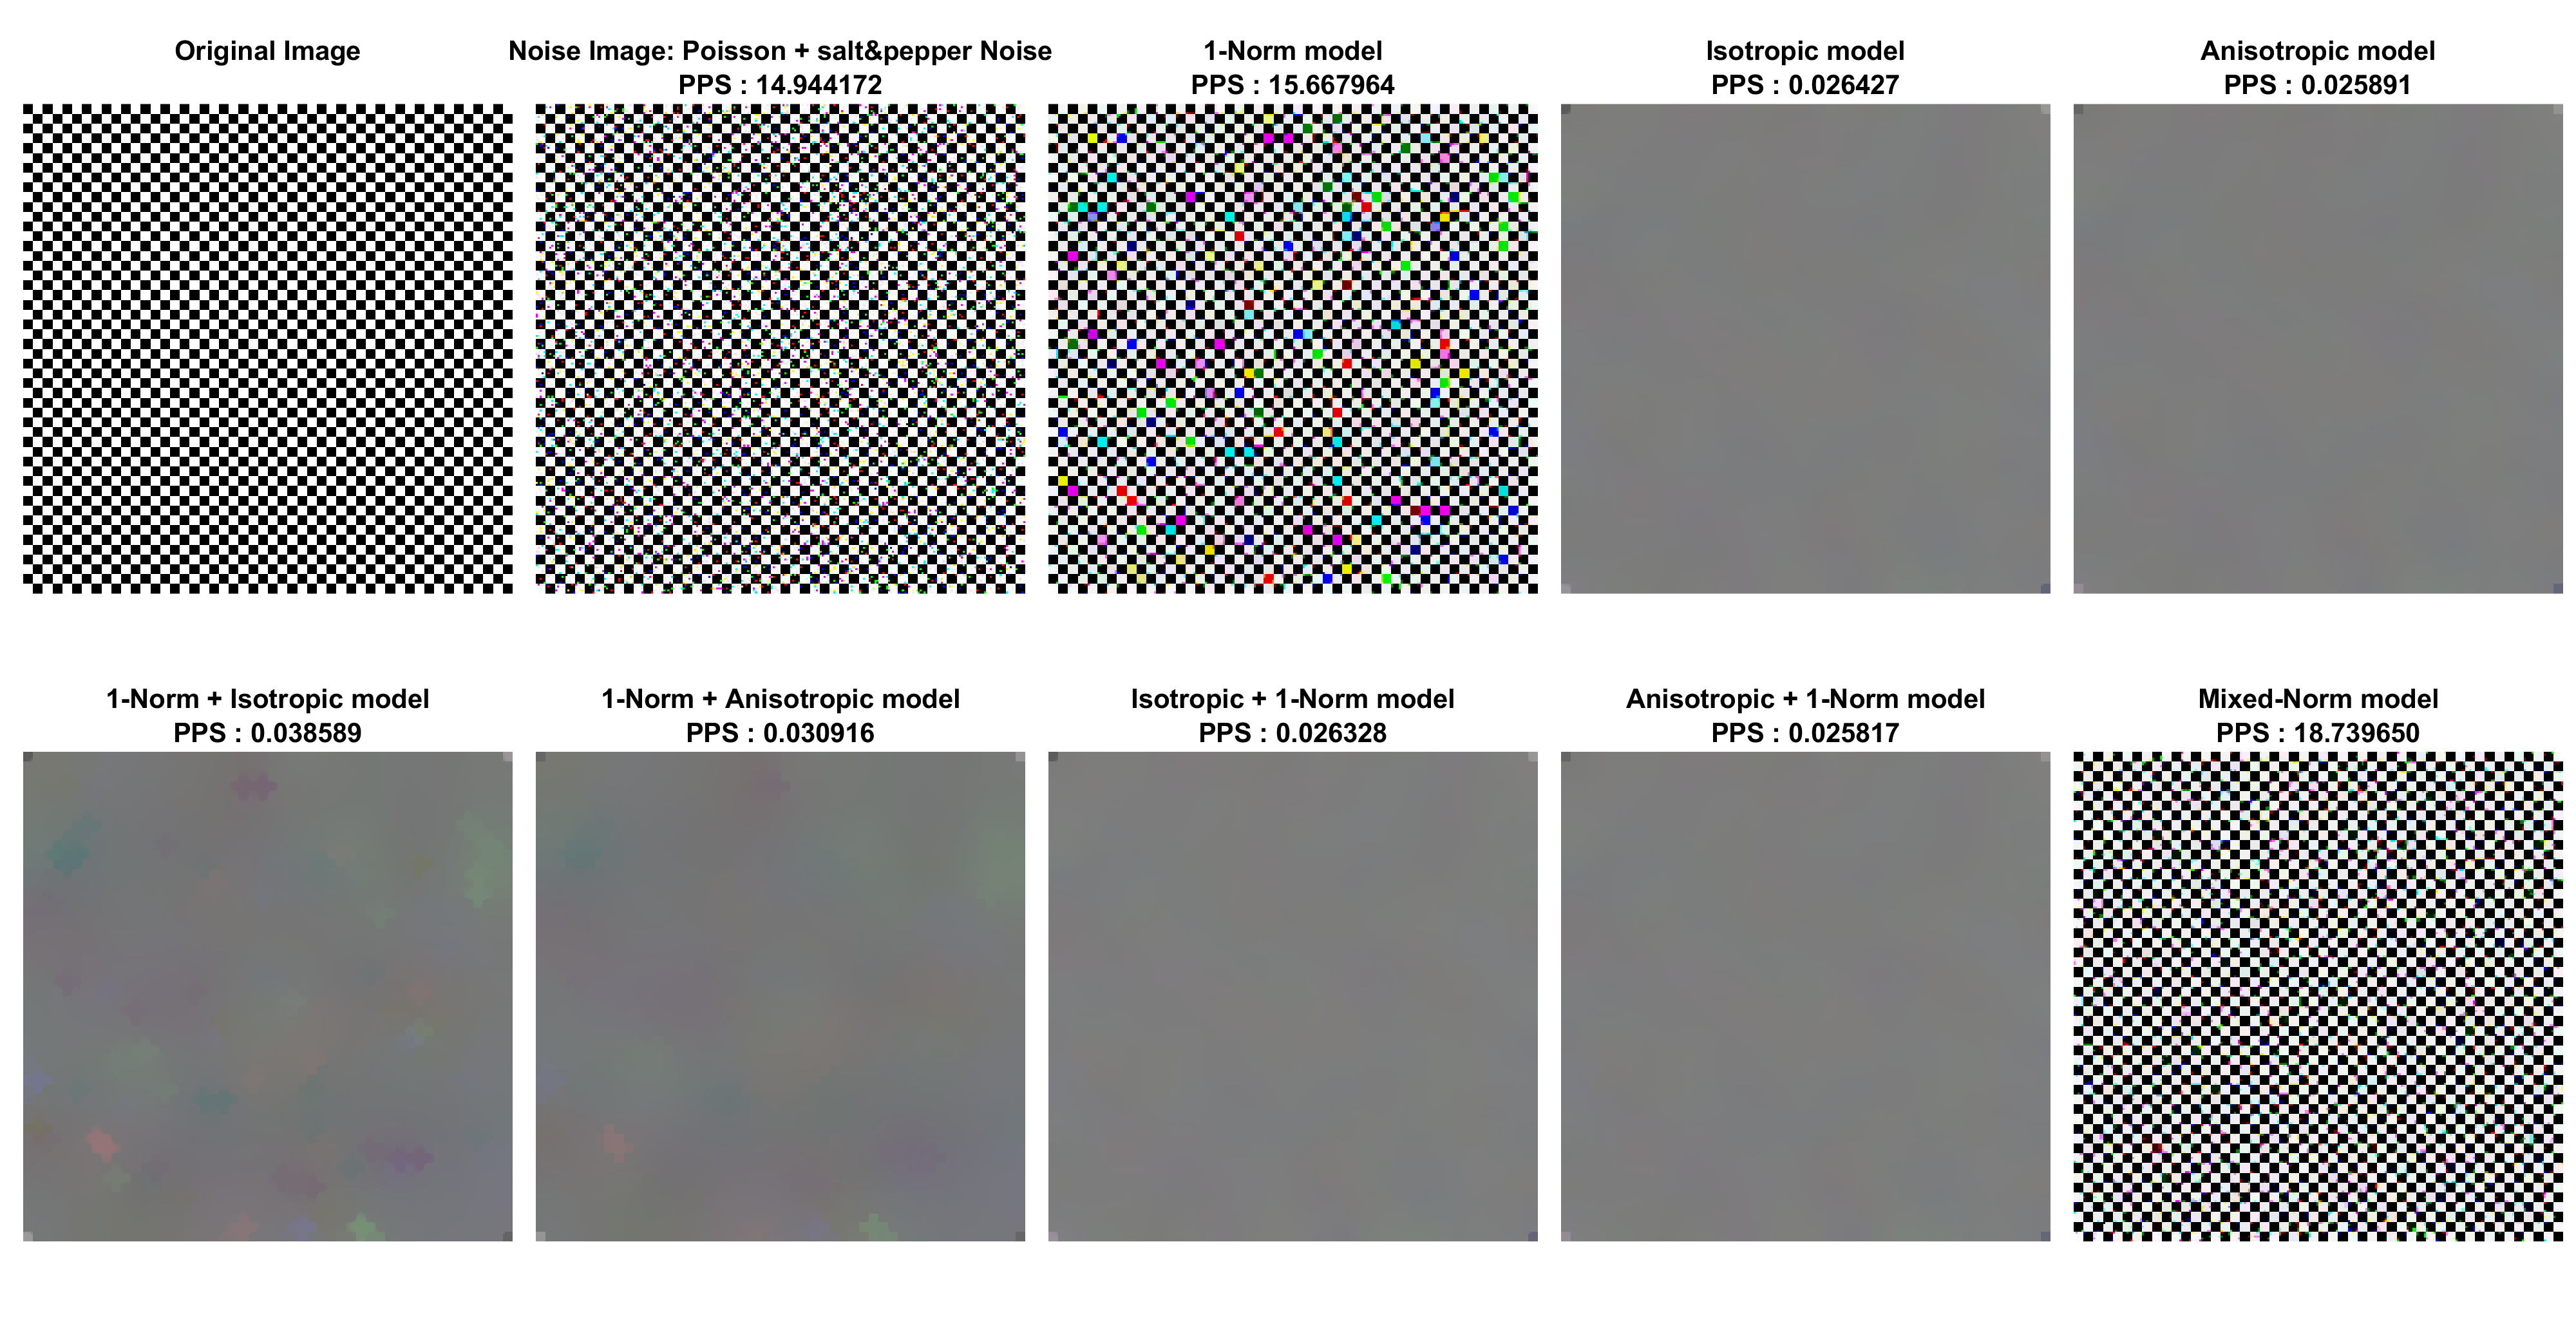 Original Image
Noise Image: Poisson + salt&pepper Noise
PPS : 14.944172
1-Norm model
PPS : 15.667964
Isotropic model
PPS : 0.026427
Anisotropic model
PPS : 0.025891
1-Norm + Isotropic model
PPS : 0.038589
1-Norm + Anisotropic model
PPS : 0.030916
Isotropic + 1-Norm model
PPS : 0.026328
Anisotropic + 1-Norm model
PPS : 0.025817
Mixed-Norm model
PPS : 18.739650